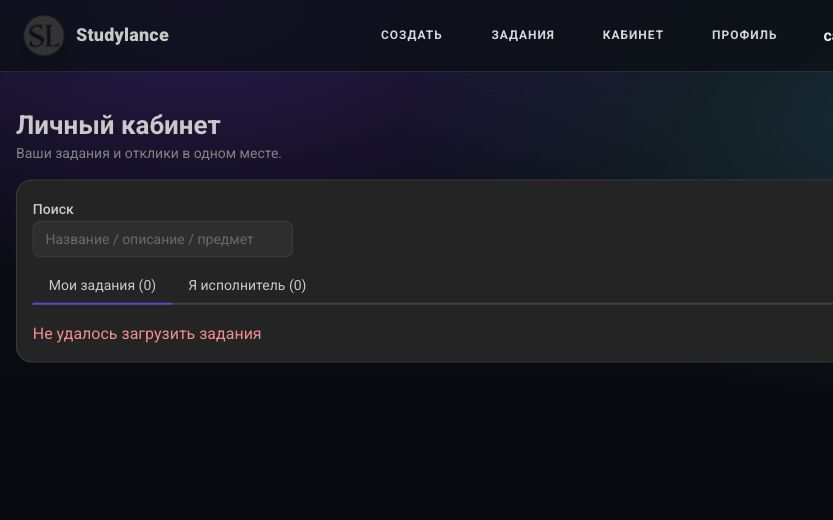 SL Studylance СОЗДАТЬ ЗАДАНИЯ КАБИНЕТ ПРОФИЛЬ
Личный кабинет
Ваши задания и отклики в одном месте.
Поиск
Название / описание / предмет
Мои задания (0) Я исполнитель (0)
Не удалось загрузить задания